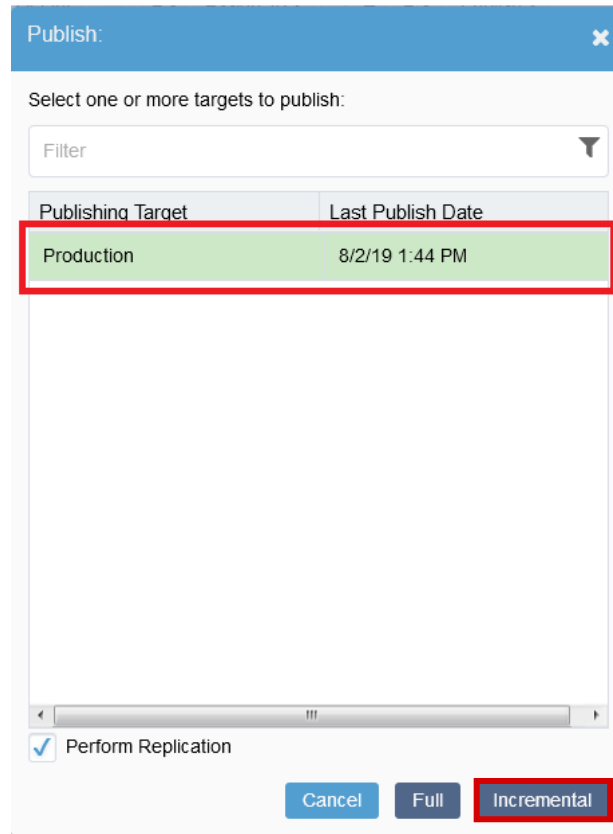 Publish:
Select one or more targets to publish:
Filter
Publishing Target Last Publish Date
Production 8/2/19 1:44 PM
Perform Replication
Cancel Full Incremental